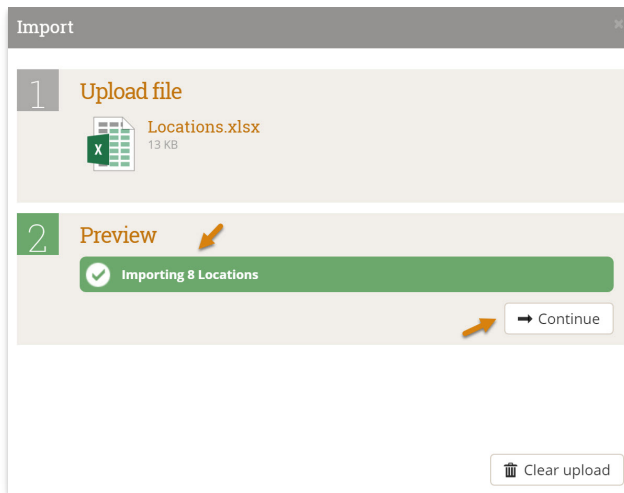 Import
1
Upload file
X
Locations.xlsx
13 KB
2
Preview
Importing 8 Locations
Continue
Clear upload